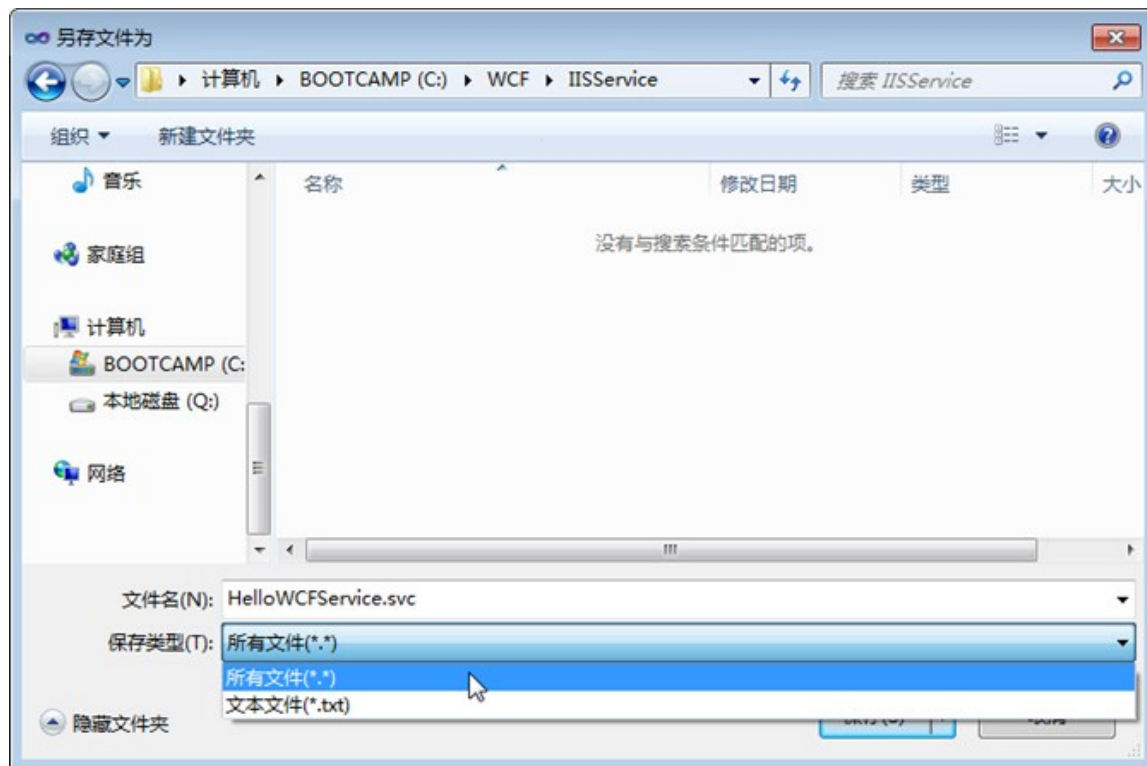 另存文件为
计算机 BOOTCAMP (C:) WCF IISService
搜索 IISService
组织 新建文件夹
音乐
名称 修改日期 类型 大小
没有与搜索条件匹配的项。
家庭组
计算机
BOOTCAMP (C:
本地磁盘 (Q:)
网络
文件名(N): HelloWCFService.svc
保存类型(T): 所有文件(*.*)
所有文件(*.*)
文本文件(*.txt)
隐藏文件夹